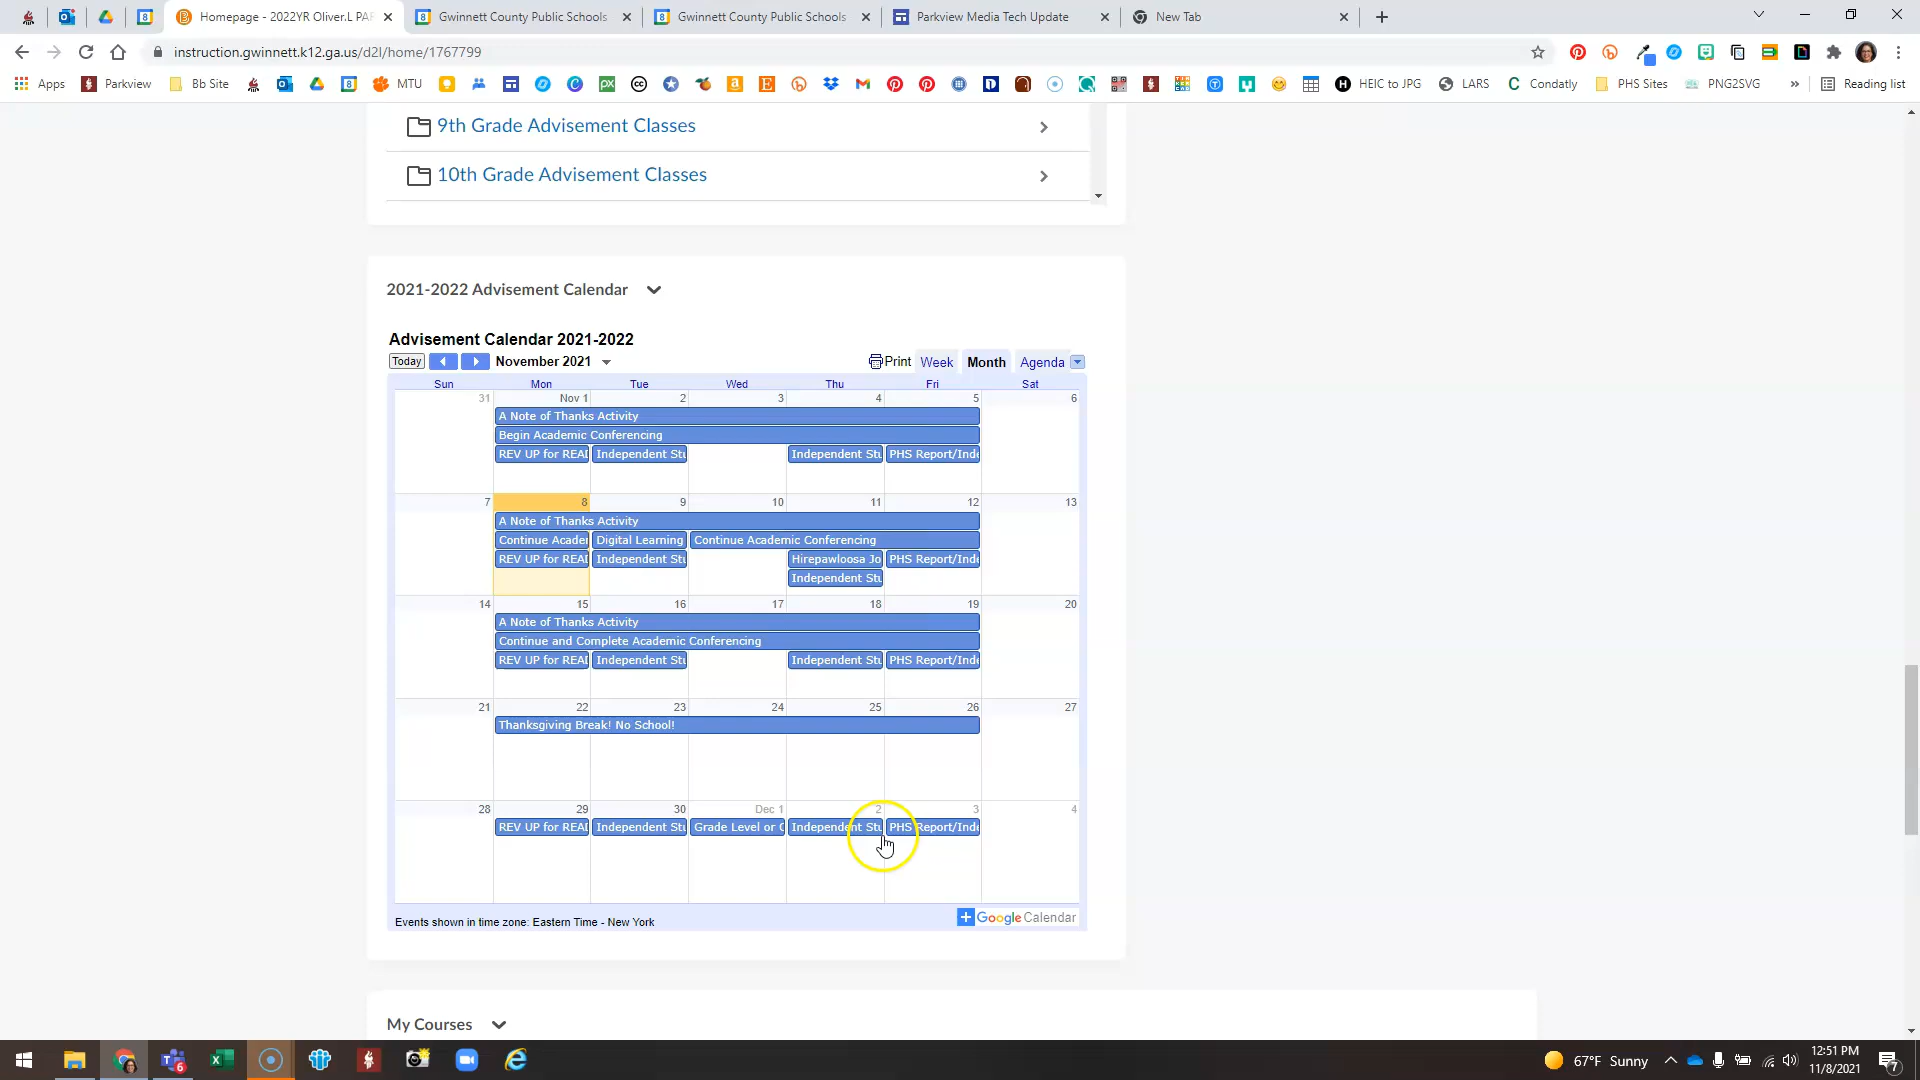 Homepage - 2022YR Oliver.L PAR
Gwinnett County Public Schools
Gwinnett County Public Schools
Parkview Media Tech Update
New Tab
instruction.gwinnett.k12.ga.us/d2l/home/1767799
Apps Parkview Bb Site MTU HEIC to JPG LARS Condatly PHS Sites PNG2SVG » Reading list
9th Grade Advisement Classes
10th Grade Advisement Classes
2021-2022 Advisement Calendar
Advisement Calendar 2021-2022
Today November 2021 Print Week Month Agenda
Sun Mon Tue Wed Thu Fri Sat
31 Nov 1 2 3 4 5 6
A Note of Thanks Activity
Begin Academic Conferencing
REV UP for READ Independent Stu Independent Stu PHS Report/Inde
7 8 9 10 11 12 13
A Note of Thanks Activity
Continue Acader Digital Learning Continue Academic Conferencing
REV UP for READ Independent Stu Hirepawloosa Jo PHS Report/Inde
Independent Stu
14 15 16 17 18 19 20
A Note of Thanks Activity
Continue and Complete Academic Conferencing
REV UP for READ Independent Stu Independent Stu PHS Report/Inde
21 22 23 24 25 26 27
Thanksgiving Break! No School!
28 29 30 Dec 1 2 3 4
REV UP for READ Independent Stu Grade Level or C Independent Stu PHS Report/Inde
Events shown in time zone: Eastern Time - New York
Google Calendar
My Courses
67°F Sunny
12:51 PM
11/8/2021